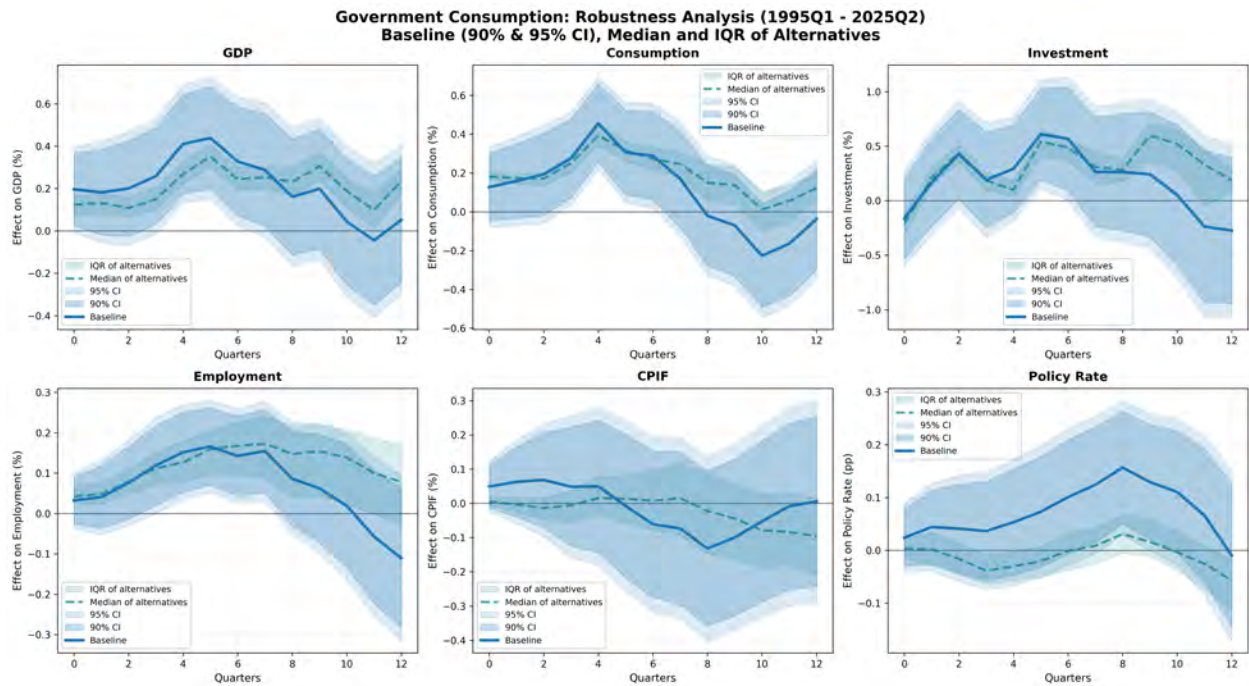 Government Consumption: Robustness Analysis (1995Q1 - 2025Q2)
Baseline (90% & 95% CI), Median and IQR of Alternatives
GDP
Effect on GDP (%)
0.6
0.4
0.2
0.0
−0.2
−0.4
IQR of alternatives
Median of alternatives
95% CI
90% CI
Baseline
0 2 4 6 8 10 12
Quarters
Consumption
Effect on Consumption (%)
0.6
0.4
0.2
0.0
−0.2
−0.4
−0.6
IQR of alternatives
Median of alternatives
95% CI
90% CI
Baseline
0 2 4 6 8 10 12
Quarters
Investment
Effect on Investment (%)
1.0
0.5
0.0
−0.5
−1.0
IQR of alternatives
Median of alternatives
95% CI
90% CI
Baseline
0 2 4 6 8 10 12
Quarters
Employment
Effect on Employment (%)
0.3
0.2
0.1
0.0
−0.1
−0.2
−0.3
IQR of alternatives
Median of alternatives
95% CI
90% CI
Baseline
0 2 4 6 8 10 12
Quarters
CPIF
Effect on CPIF (%)
0.3
0.2
0.1
0.0
−0.1
−0.2
−0.3
−0.4
IQR of alternatives
Median of alternatives
95% CI
90% CI
Baseline
0 2 4 6 8 10 12
Quarters
Policy Rate
Effect on Policy Rate (pp)
0.3
0.2
0.1
0.0
−0.1
IQR of alternatives
Median of alternatives
95% CI
90% CI
Baseline
0 2 4 6 8 10 12
Quarters